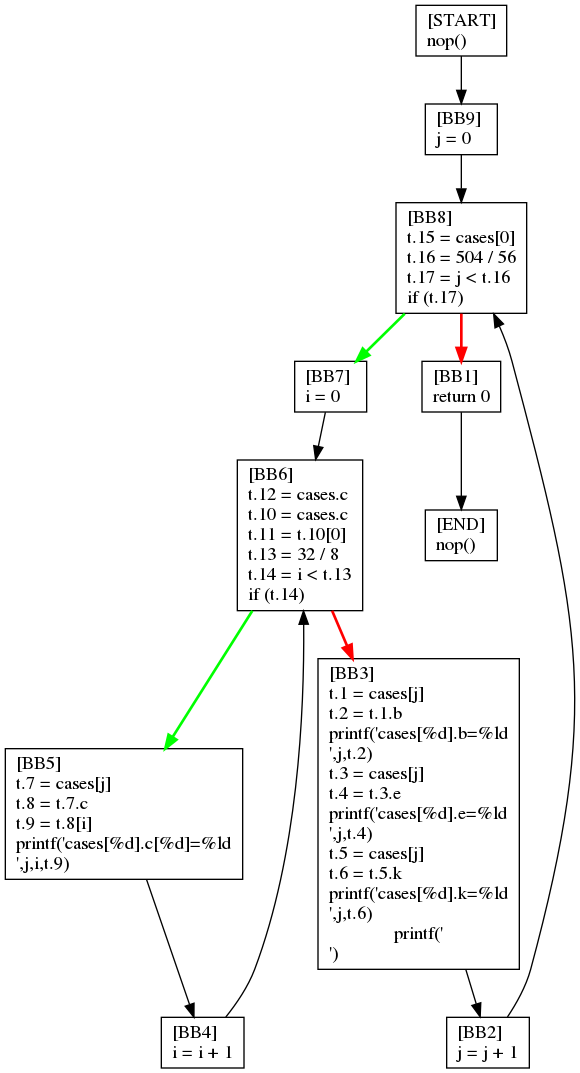 [START]
nop()
[BB9]
j = 0
[BB8]
t.15 = cases[0]
t.16 = 504 / 56
t.17 = j < t.16
if (t.17)
[BB7]
i = 0
[BB1]
return 0
[BB6]
t.12 = cases.c
t.10 = cases.c
t.11 = t.10[0]
t.13 = 32 / 8
t.14 = i < t.13
if (t.14)
[END]
nop()
[BB3]
t.1 = cases[j]
t.2 = t.1.b
printf('cases[%d].b=%ld
',j,t.2)
t.3 = cases[j]
t.4 = t.3.e
printf('cases[%d].e=%ld
',j,t.4)
t.5 = cases[j]
t.6 = t.5.k
printf('cases[%d].k=%ld
',j,t.6)
printf('
')
[BB5]
t.7 = cases[j]
t.8 = t.7.c
t.9 = t.8[i]
printf('cases[%d].c[%d]=%ld
',j,i,t.9)
[BB4]
i = i + 1
[BB2]
j = j + 1